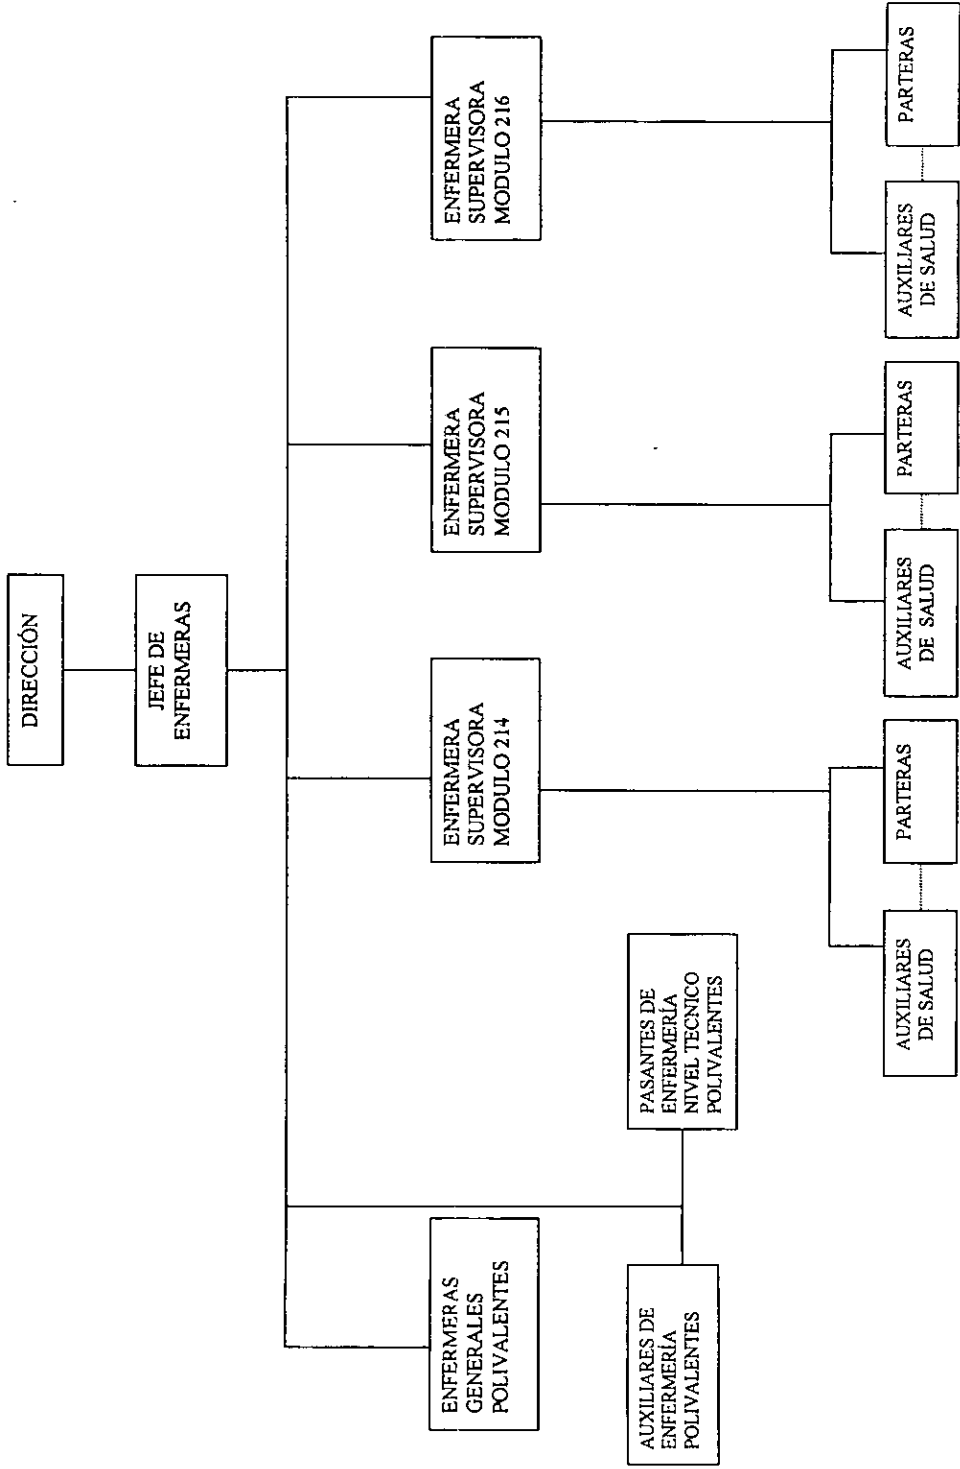 DIRECCIÓN
JEFE DE
ENFERMERAS
ENFERMERAS
GENERALES
POLIVALENTES
ENFERMERA
SUPERVISORA
MODULO 214
ENFERMERA
SUPERVISORA
MODULO 215
ENFERMERA
SUPERVISORA
MODULO 216
AUXILIARES DE
ENFERMERÍA
POLIVALENTES
PASANTES DE
ENFERMERÍA
NIVEL TECNICO
POLIVALENTES
AUXILIARES
DE SALUD
PARTERAS
AUXILIARES
DE SALUD
PARTERAS
AUXILIARES
DE SALUD
PARTERAS